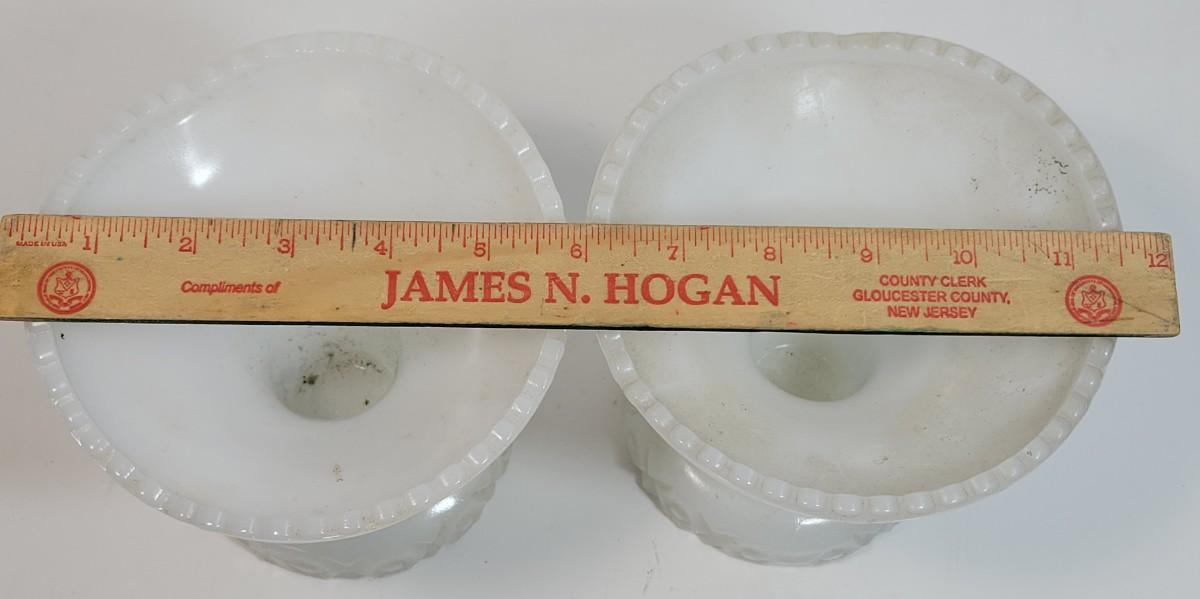 1 2 3 4 5 6 7 8 9 10 11 12
MADE IN USA
Compliments of
JAMES N. HOGAN
COUNTY CLERK
GLOUCESTER COUNTY,
NEW JERSEY